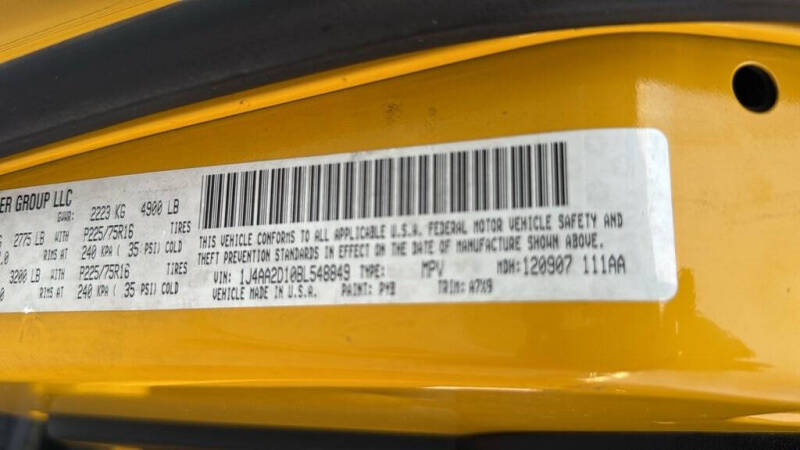 ER GROUP LLC
GVWR: 2223 KG 4900 LB
2775 LB WITH P225/75R16 TIRES
RIMS AT 240 KPA ( 35 PSI) COLD
3200 LB WITH P225/75R16 TIRES
RIMS AT 240 KPA ( 35 PSI) COLD
THIS VEHICLE CONFORMS TO ALL APPLICABLE U.S.A. FEDERAL MOTOR VEHICLE SAFETY AND
THEFT PREVENTION STANDARDS IN EFFECT ON THE DATE OF MANUFACTURE SHOWN ABOVE.
VIN: 1J4AA2D10BL548849 TYPE: MPV MDH: 120907 111AA
VEHICLE MADE IN U.S.A. PAINT: PYB TRIM: A7X9